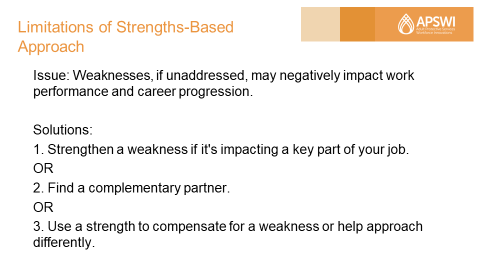 Limitations of Strengths-Based
Approach
APSWI
Issue: Weaknesses, if unaddressed, may negatively impact work
performance and career progression.
Solutions:
1. Strengthen a weakness if it's impacting a key part of your job.
OR
2. Find a complementary partner.
OR
3. Use a strength to compensate for a weakness or help approach
differently.